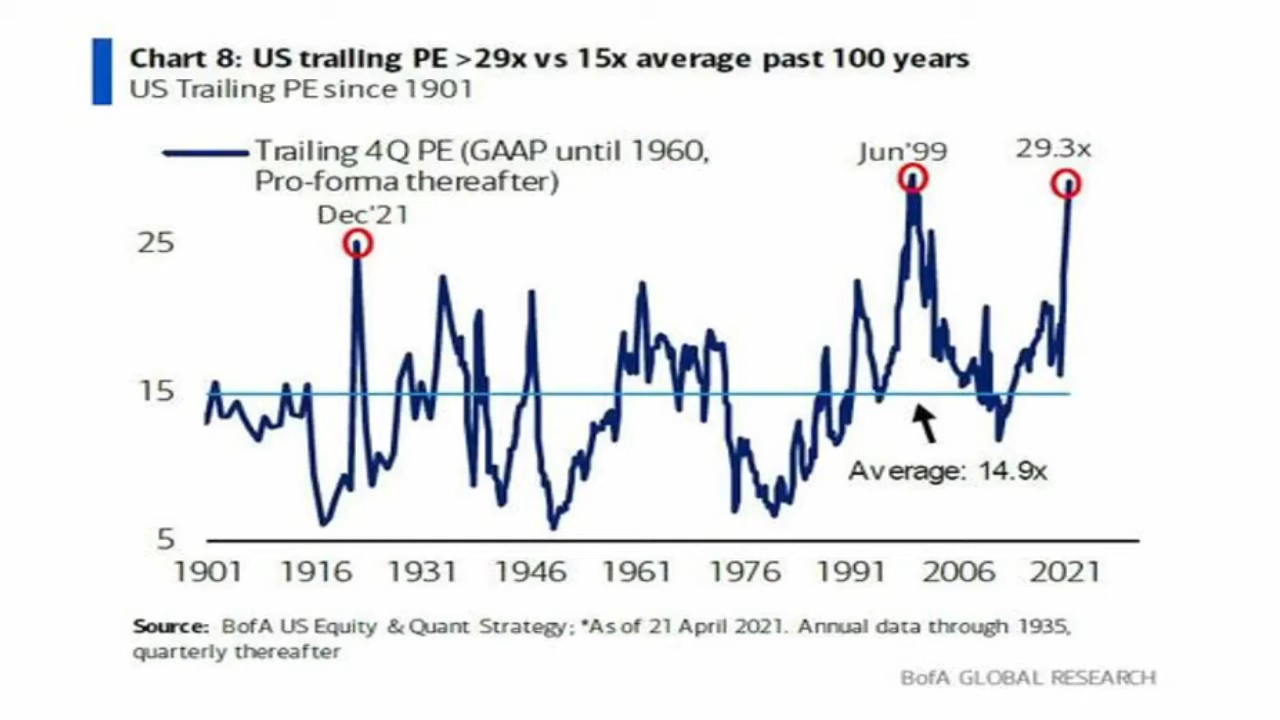 Chart 8: US trailing PE >29x vs 15x average past 100 years
US Trailing PE since 1901
Trailing 4Q PE (GAAP until 1960,
Pro-forma thereafter)
Jun'99
29.3x
Dec'21
25
15
Average: 14.9x
5
1901 1916 1931 1946 1961 1976 1991 2006 2021
Source: BofA US Equity & Quant Strategy; *As of 21 April 2021. Annual data through 1935,
quarterly thereafter
BofA GLOBAL RESEARCH